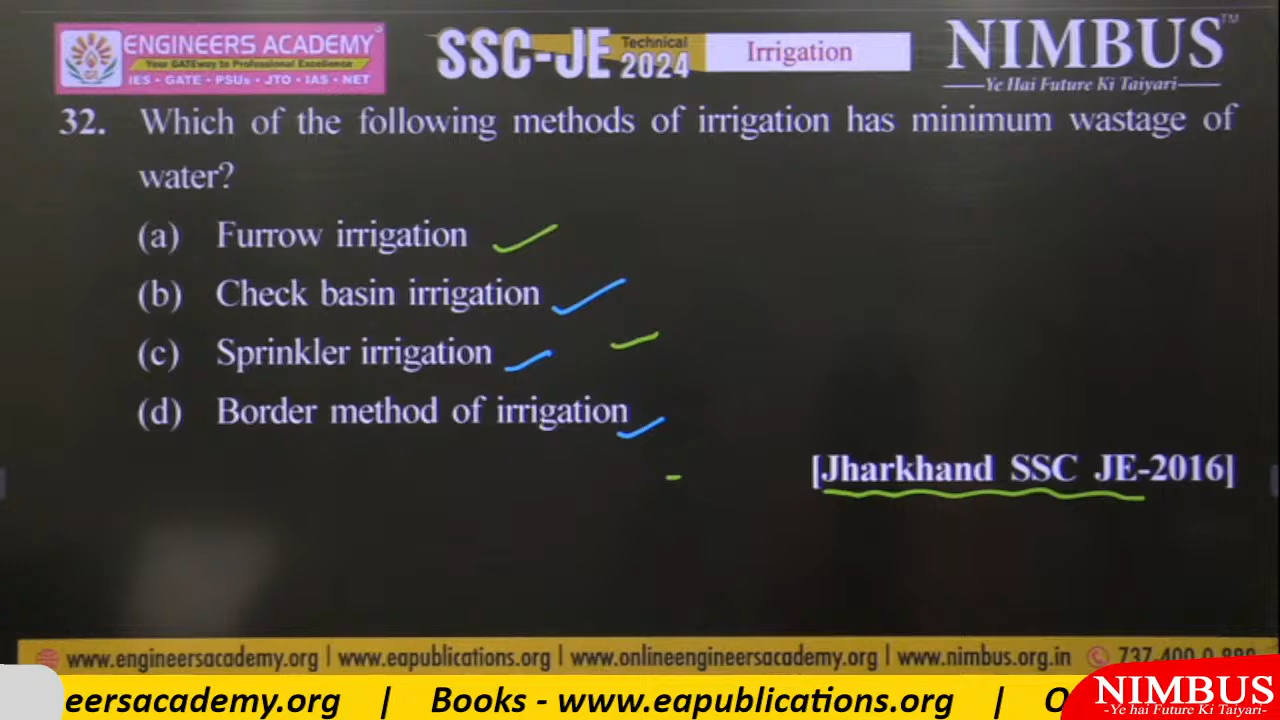 ENGINEERS ACADEMY
Your GATEway to Professional Excellence
IES • GATE • PSUs • JTO • IAS • NET
SSC-JE Technical 2024
Irrigation
NIMBUS™
Ye Hai Future Ki Taiyari
32. Which of the following methods of irrigation has minimum wastage of
water?
(a) Furrow irrigation
(b) Check basin irrigation
(c) Sprinkler irrigation
(d) Border method of irrigation
[Jharkhand SSC JE-2016]
www.engineersacademy.org | www.eapublications.org | www.onlineengineersacademy.org | www.nimbus.org.in
eersacademy.org | Books - www.eapublications.org | O
NIMBUS
-Ye hai Future Ki Taiyari-